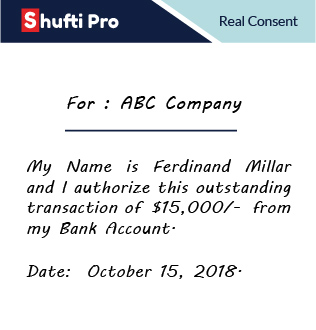 Shufti Pro
Real Consent
For : ABC Company
My Name is Ferdinand Millar
and I authorize this outstanding
transaction of $15,000/- from
my Bank Account.
Date: October 15, 2018.